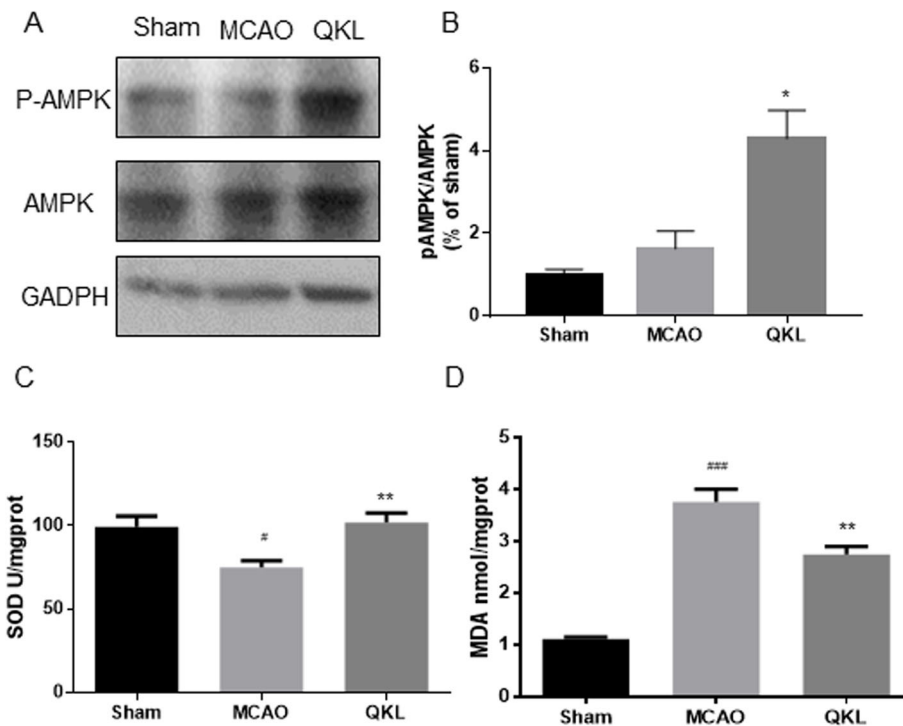 A
Sham MCAO QKL
P-AMPK
AMPK
GADPH
B
pAMPK/AMPK
(% of sham)
6
4
2
0
*
Sham MCAO QKL
C
SOD U/mgprot
150
100
50
0
#
**
Sham MCAO QKL
D
MDA nmol/mgprot
5
4
3
2
1
0
###
**
Sham MCAO QKL